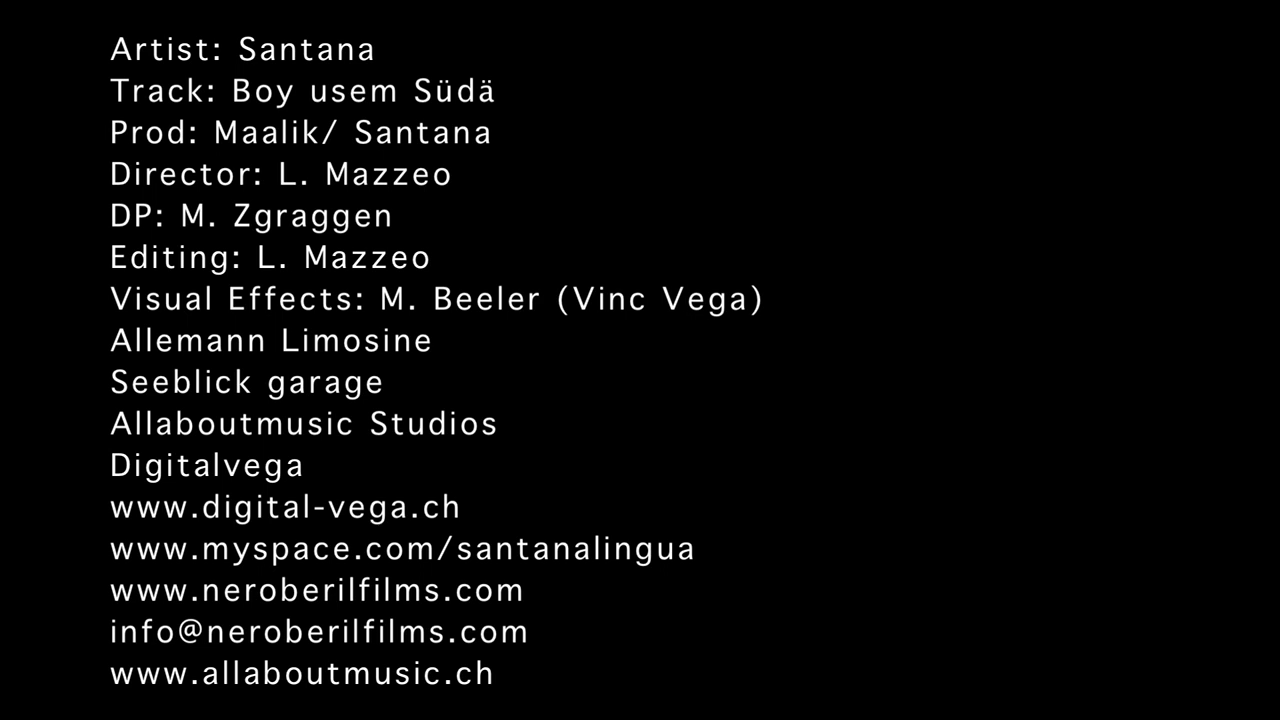 Artist: Santana
Track: Boy usem Südä
Prod: Maalik/ Santana
Director: L. Mazzeo
DP: M. Zgraggen
Editing: L. Mazzeo
Visual Effects: M. Beeler (Vinc Vega)
Allemann Limosine
Seeblick garage
Allaboutmusic Studios
Digitalvega
www.digital-vega.ch
www.myspace.com/santanalingua
www.neroberilfilms.com
info@neroberilfilms.com
www.allaboutmusic.ch